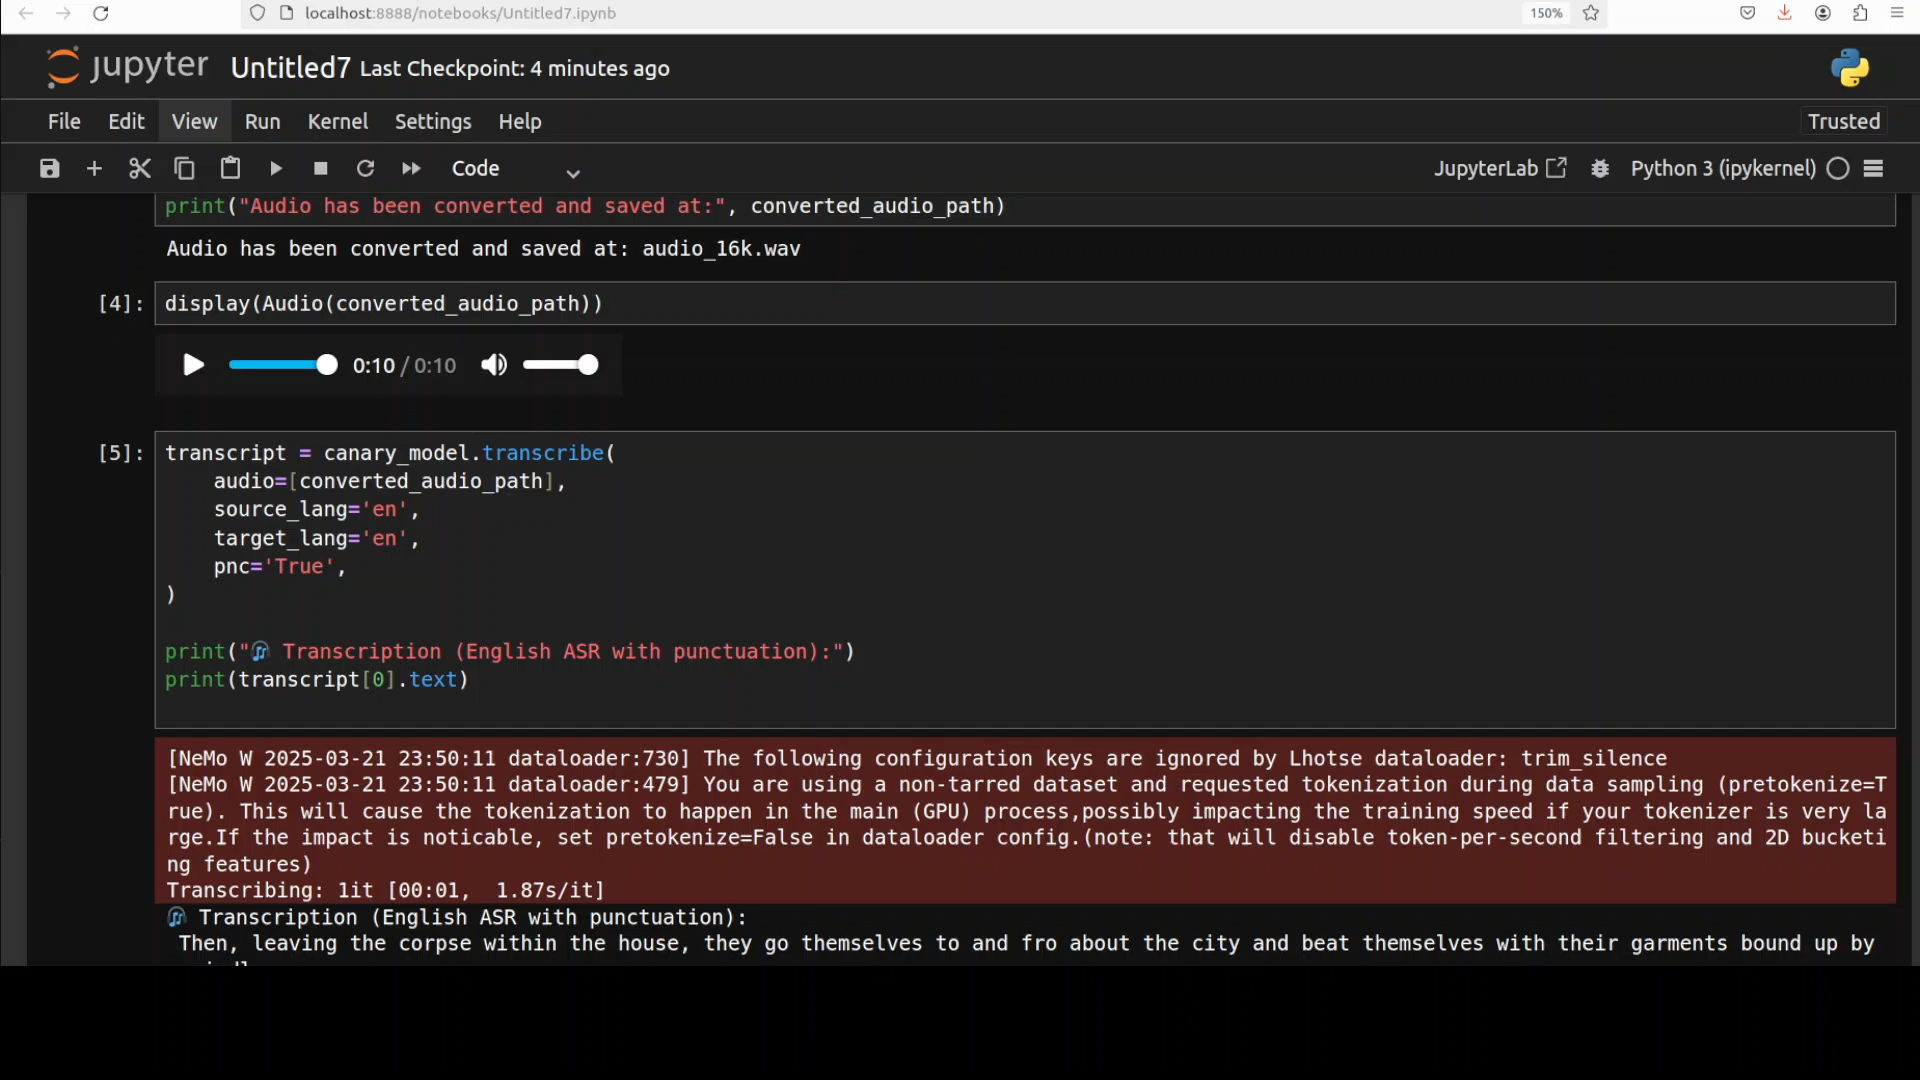 localhost:8888/notebooks/Untitled7.ipynb 150%
jupyter Untitled7 Last Checkpoint: 4 minutes ago
File Edit View Run Kernel Settings Help Trusted
Code JupyterLab Python 3 (ipykernel)
print("Audio has been converted and saved at:", converted_audio_path)
Audio has been converted and saved at: audio_16k.wav
[4]: display(Audio(converted_audio_path))
0:10 / 0:10
[5]: transcript = canary_model.transcribe(
audio=[converted_audio_path],
source_lang='en',
target_lang='en',
pnc='True',
)
print("🎧 Transcription (English ASR with punctuation):")
print(transcript[0].text)
[NeMo W 2025-03-21 23:50:11 dataloader:730] The following configuration keys are ignored by Lhotse dataloader: trim_silence
[NeMo W 2025-03-21 23:50:11 dataloader:479] You are using a non-tarred dataset and requested tokenization during data sampling (pretokenize=T
rue). This will cause the tokenization to happen in the main (GPU) process,possibly impacting the training speed if your tokenizer is very la
rge.If the impact is noticable, set pretokenize=False in dataloader config.(note: that will disable token-per-second filtering and 2D bucketi
ng features)
Transcribing: 1it [00:01,  1.87s/it]
🎧 Transcription (English ASR with punctuation):
Then, leaving the corpse within the house, they go themselves to and fro about the city and beat themselves with their garments bound up by